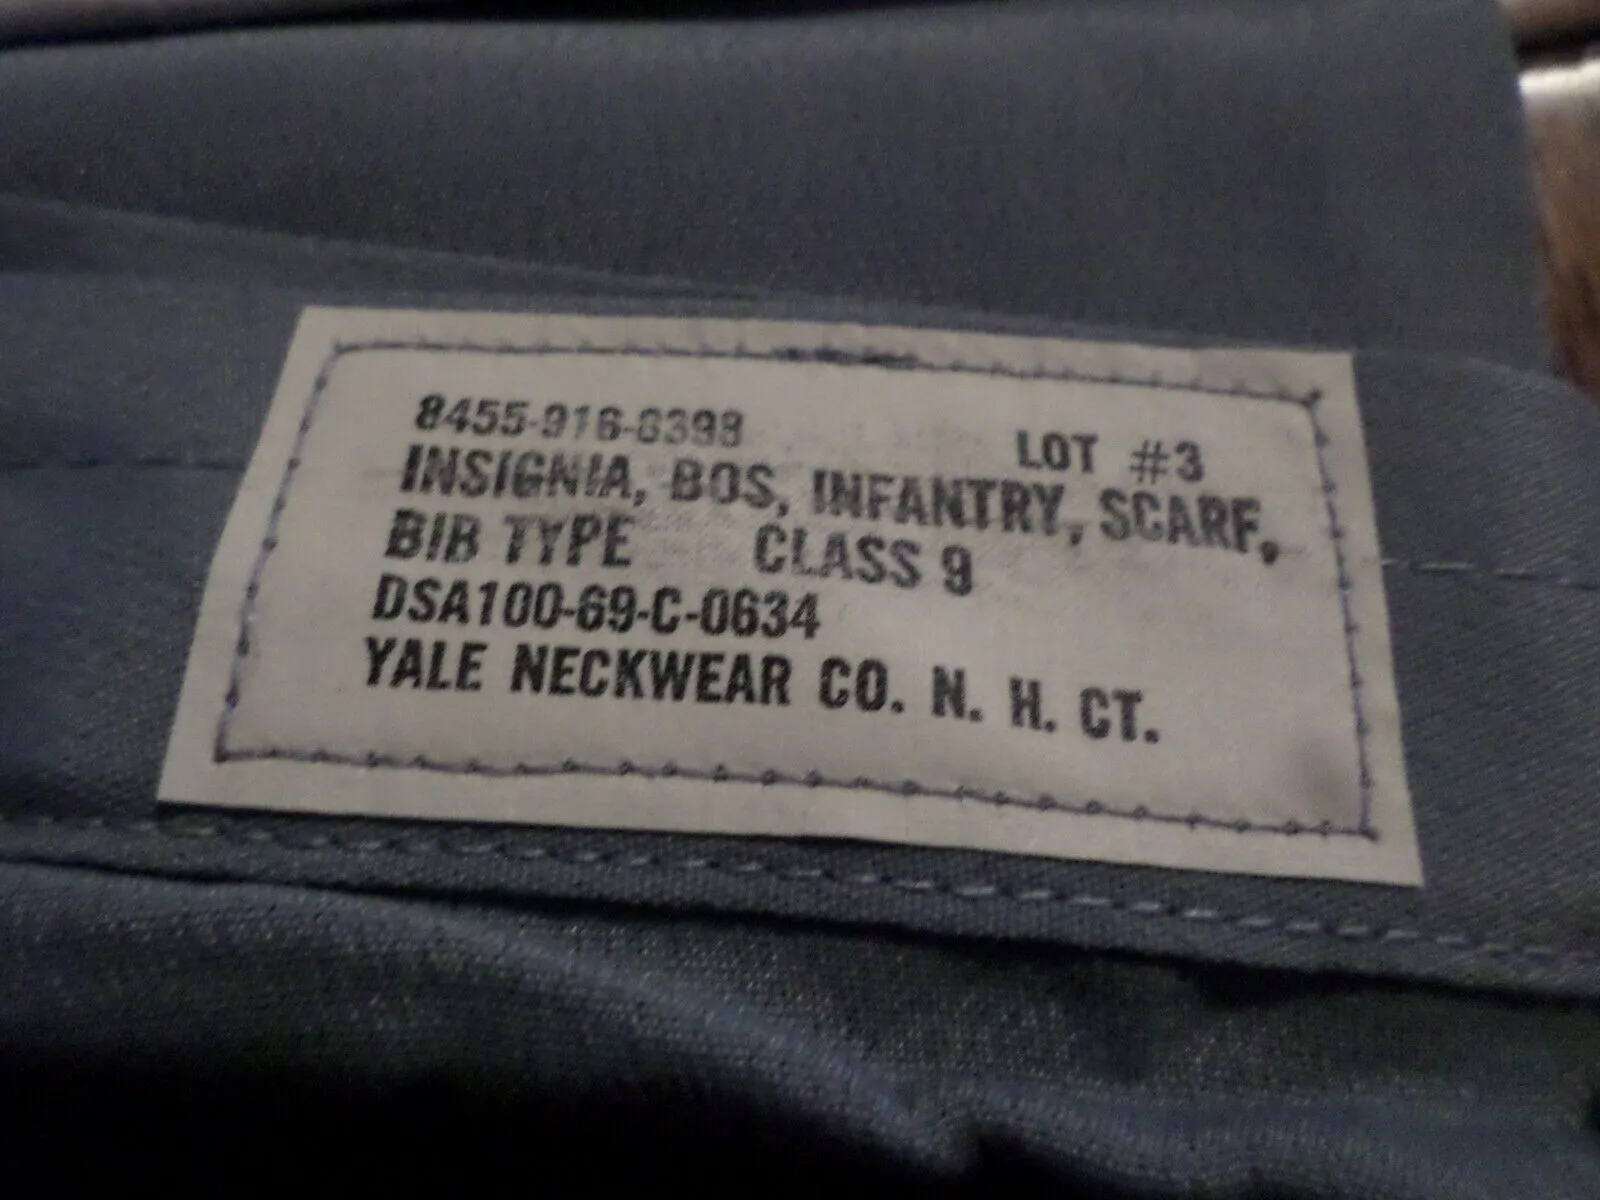 8455-916-8398 LOT #3
INSIGNIA, BOS, INFANTRY, SCARF,
BIB TYPE CLASS 9
DSA100-69-C-0634
YALE NECKWEAR CO. N. H. CT.